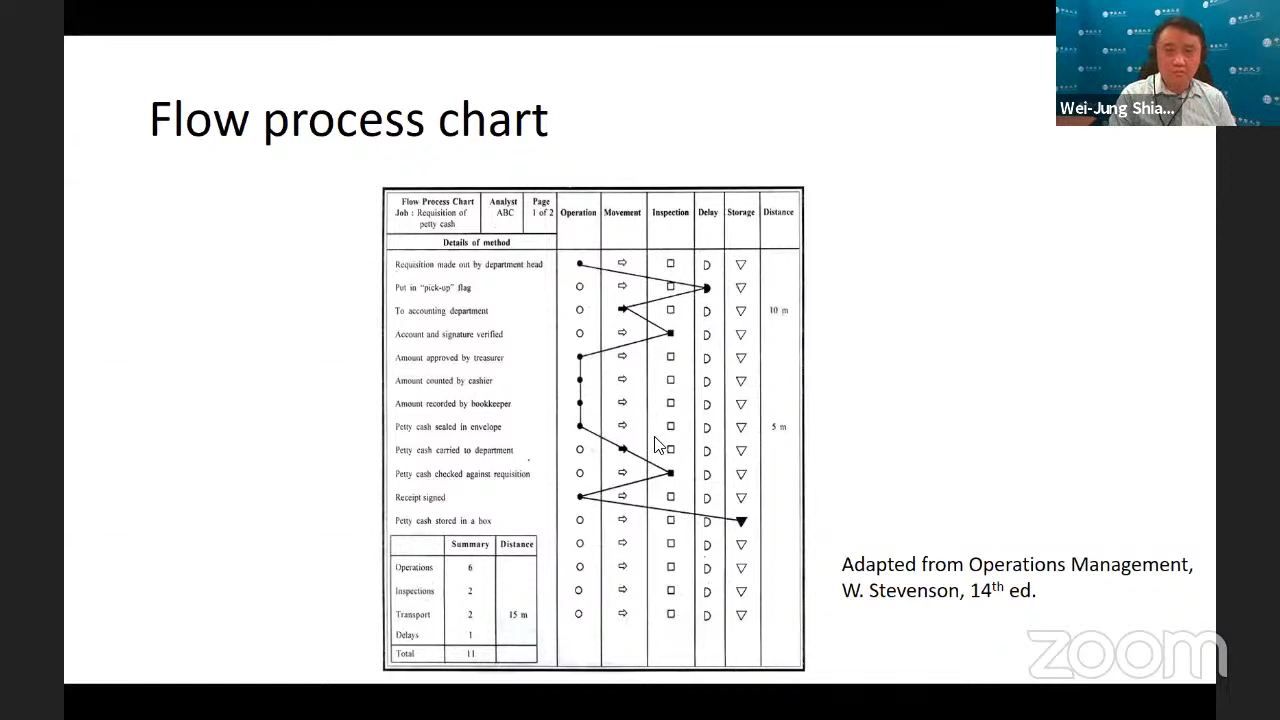 Wei-Jung Shia...
Flow process chart
Flow Process Chart
Job : Requisition of
petty cash
Analyst
ABC
Page
1 of 2
Operation
Movement
Inspection
Delay
Storage
Distance
Details of method
Requisition made out by department head
Put in "pick-up" flag
To accounting department
10 m
Account and signature verified
Amount approved by treasurer
Amount counted by cashier
Amount recorded by bookkeeper
Petty cash sealed in envelope
5 m
Petty cash carried to department
Petty cash checked against requisition
Receipt signed
Petty cash stored in a box
Summary
Distance
Operations 6
Inspections 2
Transport 2 15 m
Delays 1
Total 11
Adapted from Operations Management,
W. Stevenson, 14th ed.
zoom